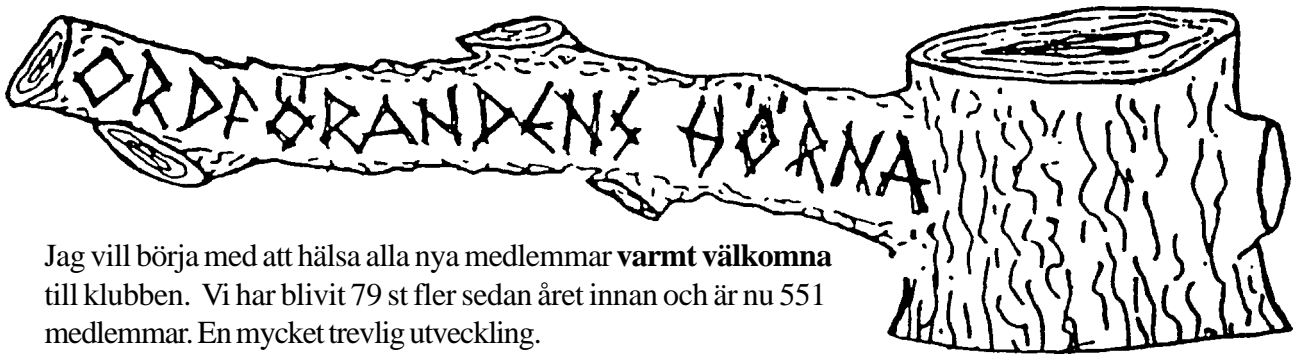 ORDFÖRANDENS HÖRNA
Jag vill börja med att hälsa alla nya medlemmar varmt välkomna
till klubben. Vi har blivit 79 st fler sedan året innan och är nu 551
medlemmar. En mycket trevlig utveckling.